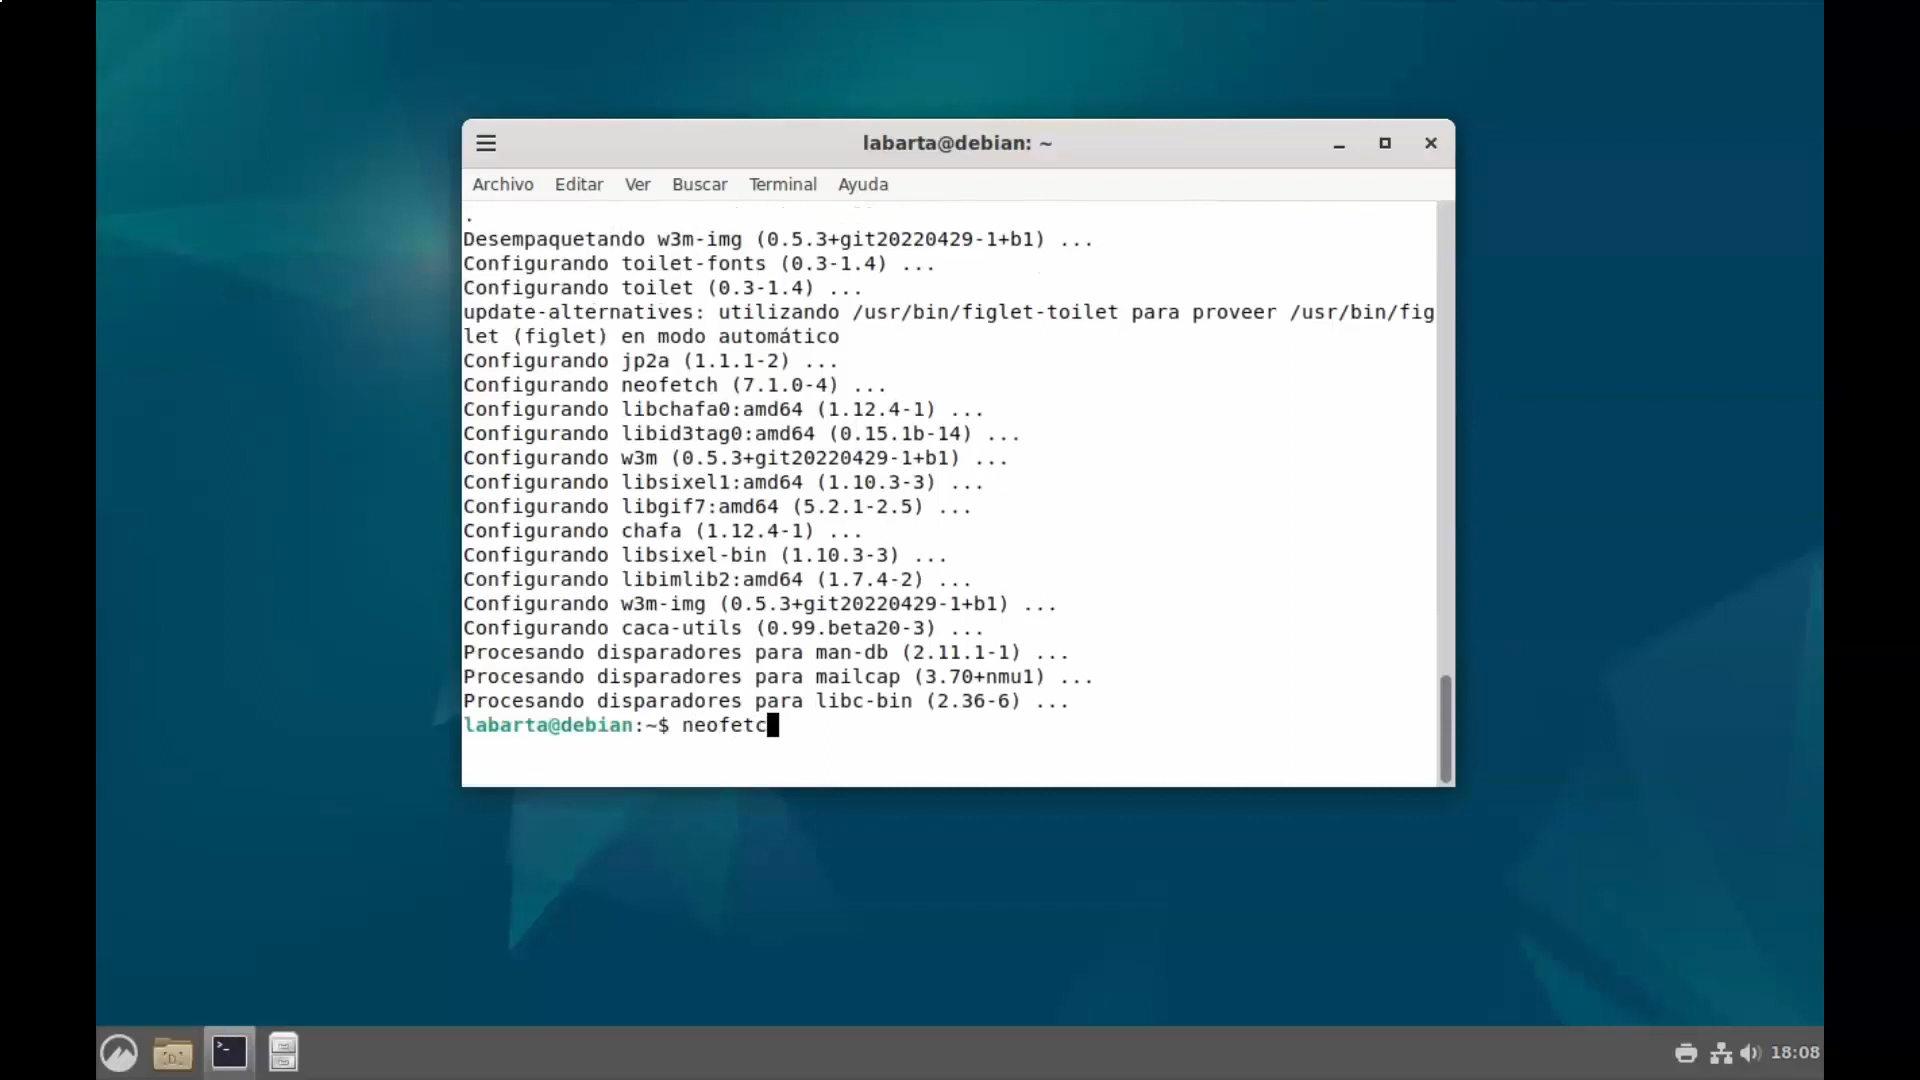 labarta@debian: ~
Archivo Editar Ver Buscar Terminal Ayuda
.
Desempaquetando w3m-img (0.5.3+git20220429-1+b1) ...
Configurando toilet-fonts (0.3-1.4) ...
Configurando toilet (0.3-1.4) ...
update-alternatives: utilizando /usr/bin/figlet-toilet para proveer /usr/bin/fig
let (figlet) en modo automático
Configurando jp2a (1.1.1-2) ...
Configurando neofetch (7.1.0-4) ...
Configurando libchafa0:amd64 (1.12.4-1) ...
Configurando libid3tag0:amd64 (0.15.1b-14) ...
Configurando w3m (0.5.3+git20220429-1+b1) ...
Configurando libsixel1:amd64 (1.10.3-3) ...
Configurando libgif7:amd64 (5.2.1-2.5) ...
Configurando chafa (1.12.4-1) ...
Configurando libsixel-bin (1.10.3-3) ...
Configurando libimlib2:amd64 (1.7.4-2) ...
Configurando w3m-img (0.5.3+git20220429-1+b1) ...
Configurando caca-utils (0.99.beta20-3) ...
Procesando disparadores para man-db (2.11.1-1) ...
Procesando disparadores para mailcap (3.70+nmu1) ...
Procesando disparadores para libc-bin (2.36-6) ...
labarta@debian:~$ neofetc
18:08